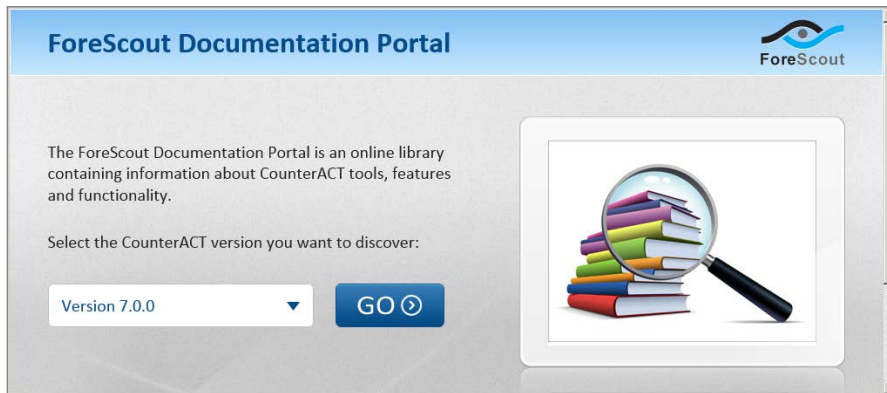 ForeScout Documentation Portal
ForeScout
The ForeScout Documentation Portal is an online library
containing information about CounterACT tools, features
and functionality.
Select the CounterACT version you want to discover:
Version 7.0.0
GO